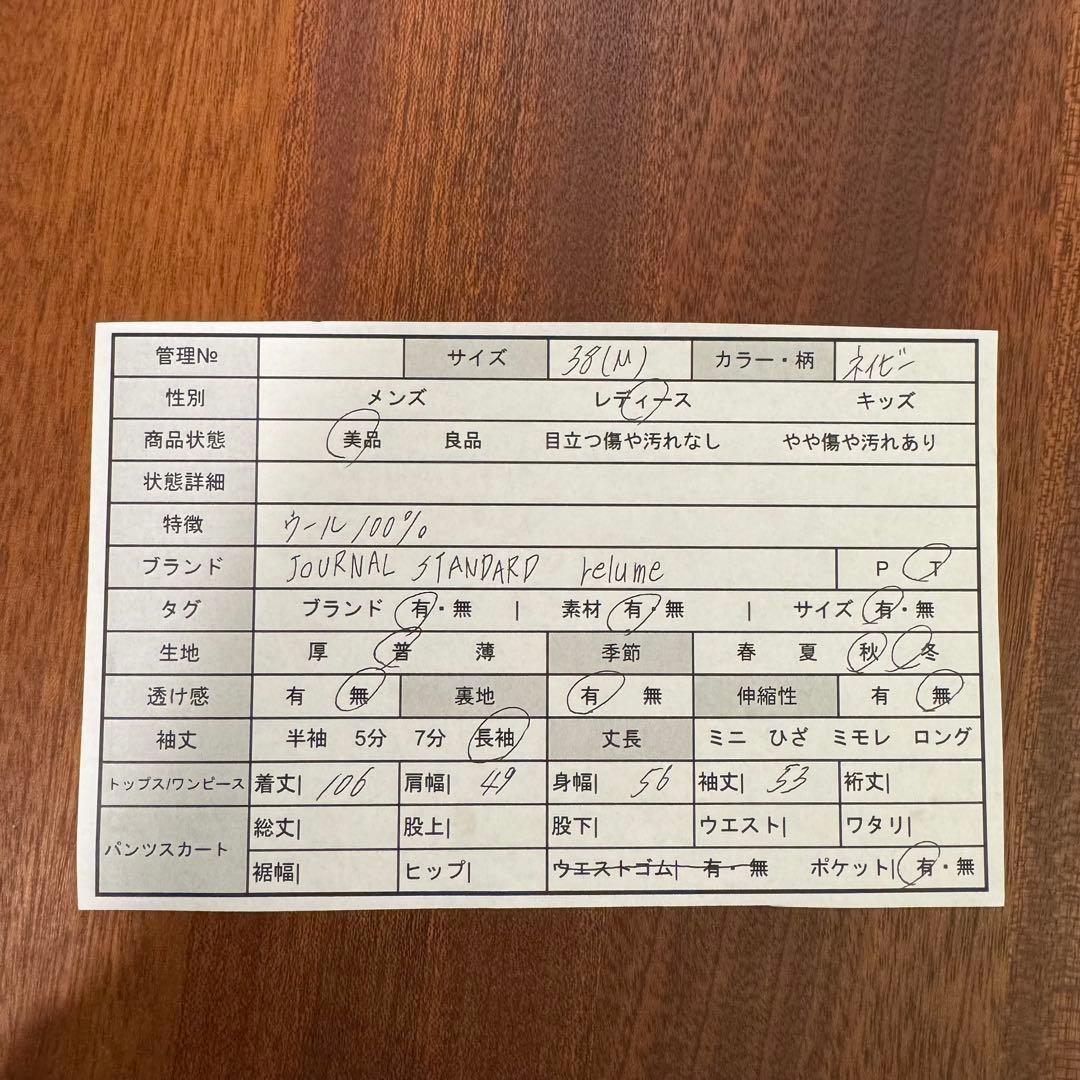 管理№ サイズ 38(M) カラー・柄 ネイビー
性別 メンズ レディース キッズ
商品状態 美品 良品 目立つ傷や汚れなし やや傷や汚れあり
状態詳細
特徴 ウール100%
ブランド JOURNAL STANDARD relume P T
タグ ブランド 有・無 | 素材 有・無 | サイズ 有・無
生地 厚 普 薄 季節 春 夏 秋 冬
透け感 有 無 裏地 有 無 伸縮性 有 無
袖丈 半袖 5分 7分 長袖 丈長 ミニ ひざ ミモレ ロング
トップス/ワンピース 着丈| 106 肩幅| 49 身幅| 56 袖丈| 53 裄丈|
パンツスカート 総丈| 股上| 股下| ウエスト| ワタリ|
裾幅| ヒップ| ウエストゴム| 有・無 ポケット| 有・無